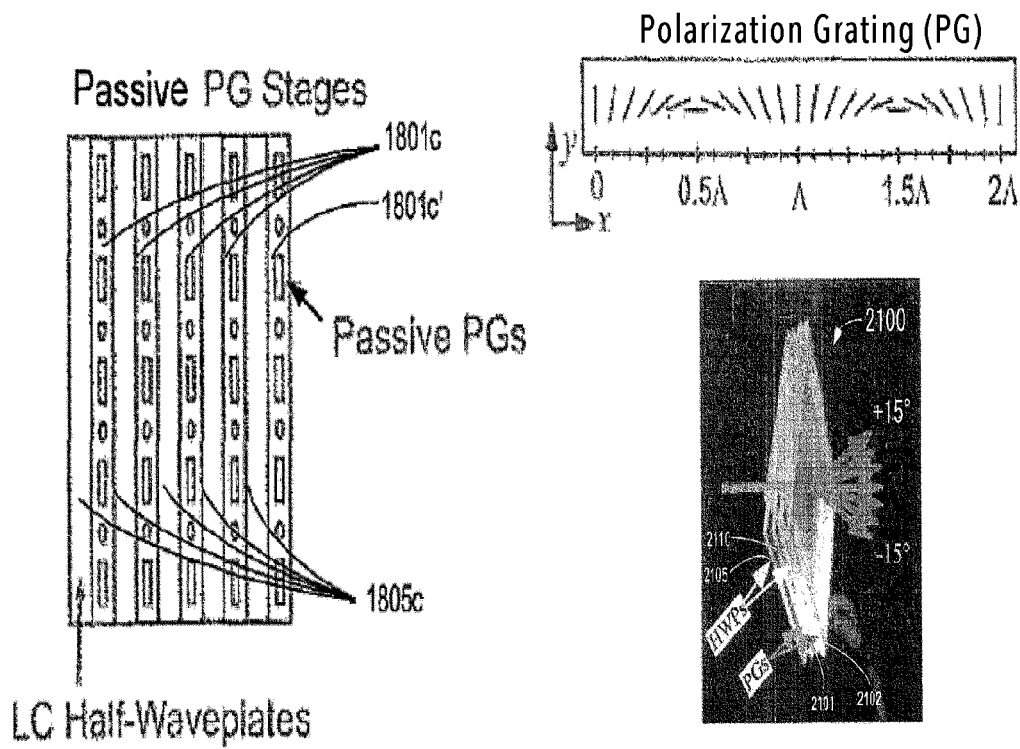 Passive PG Stages
1801c
1801c'
Passive PGs
1805c
LC Half-Waveplates
Polarization Grating (PG)
y
x
0
0.5Λ
Λ
1.5Λ
2Λ
2100
+15°
-15°
2110
2105
HWPs
PGs
2101
2102